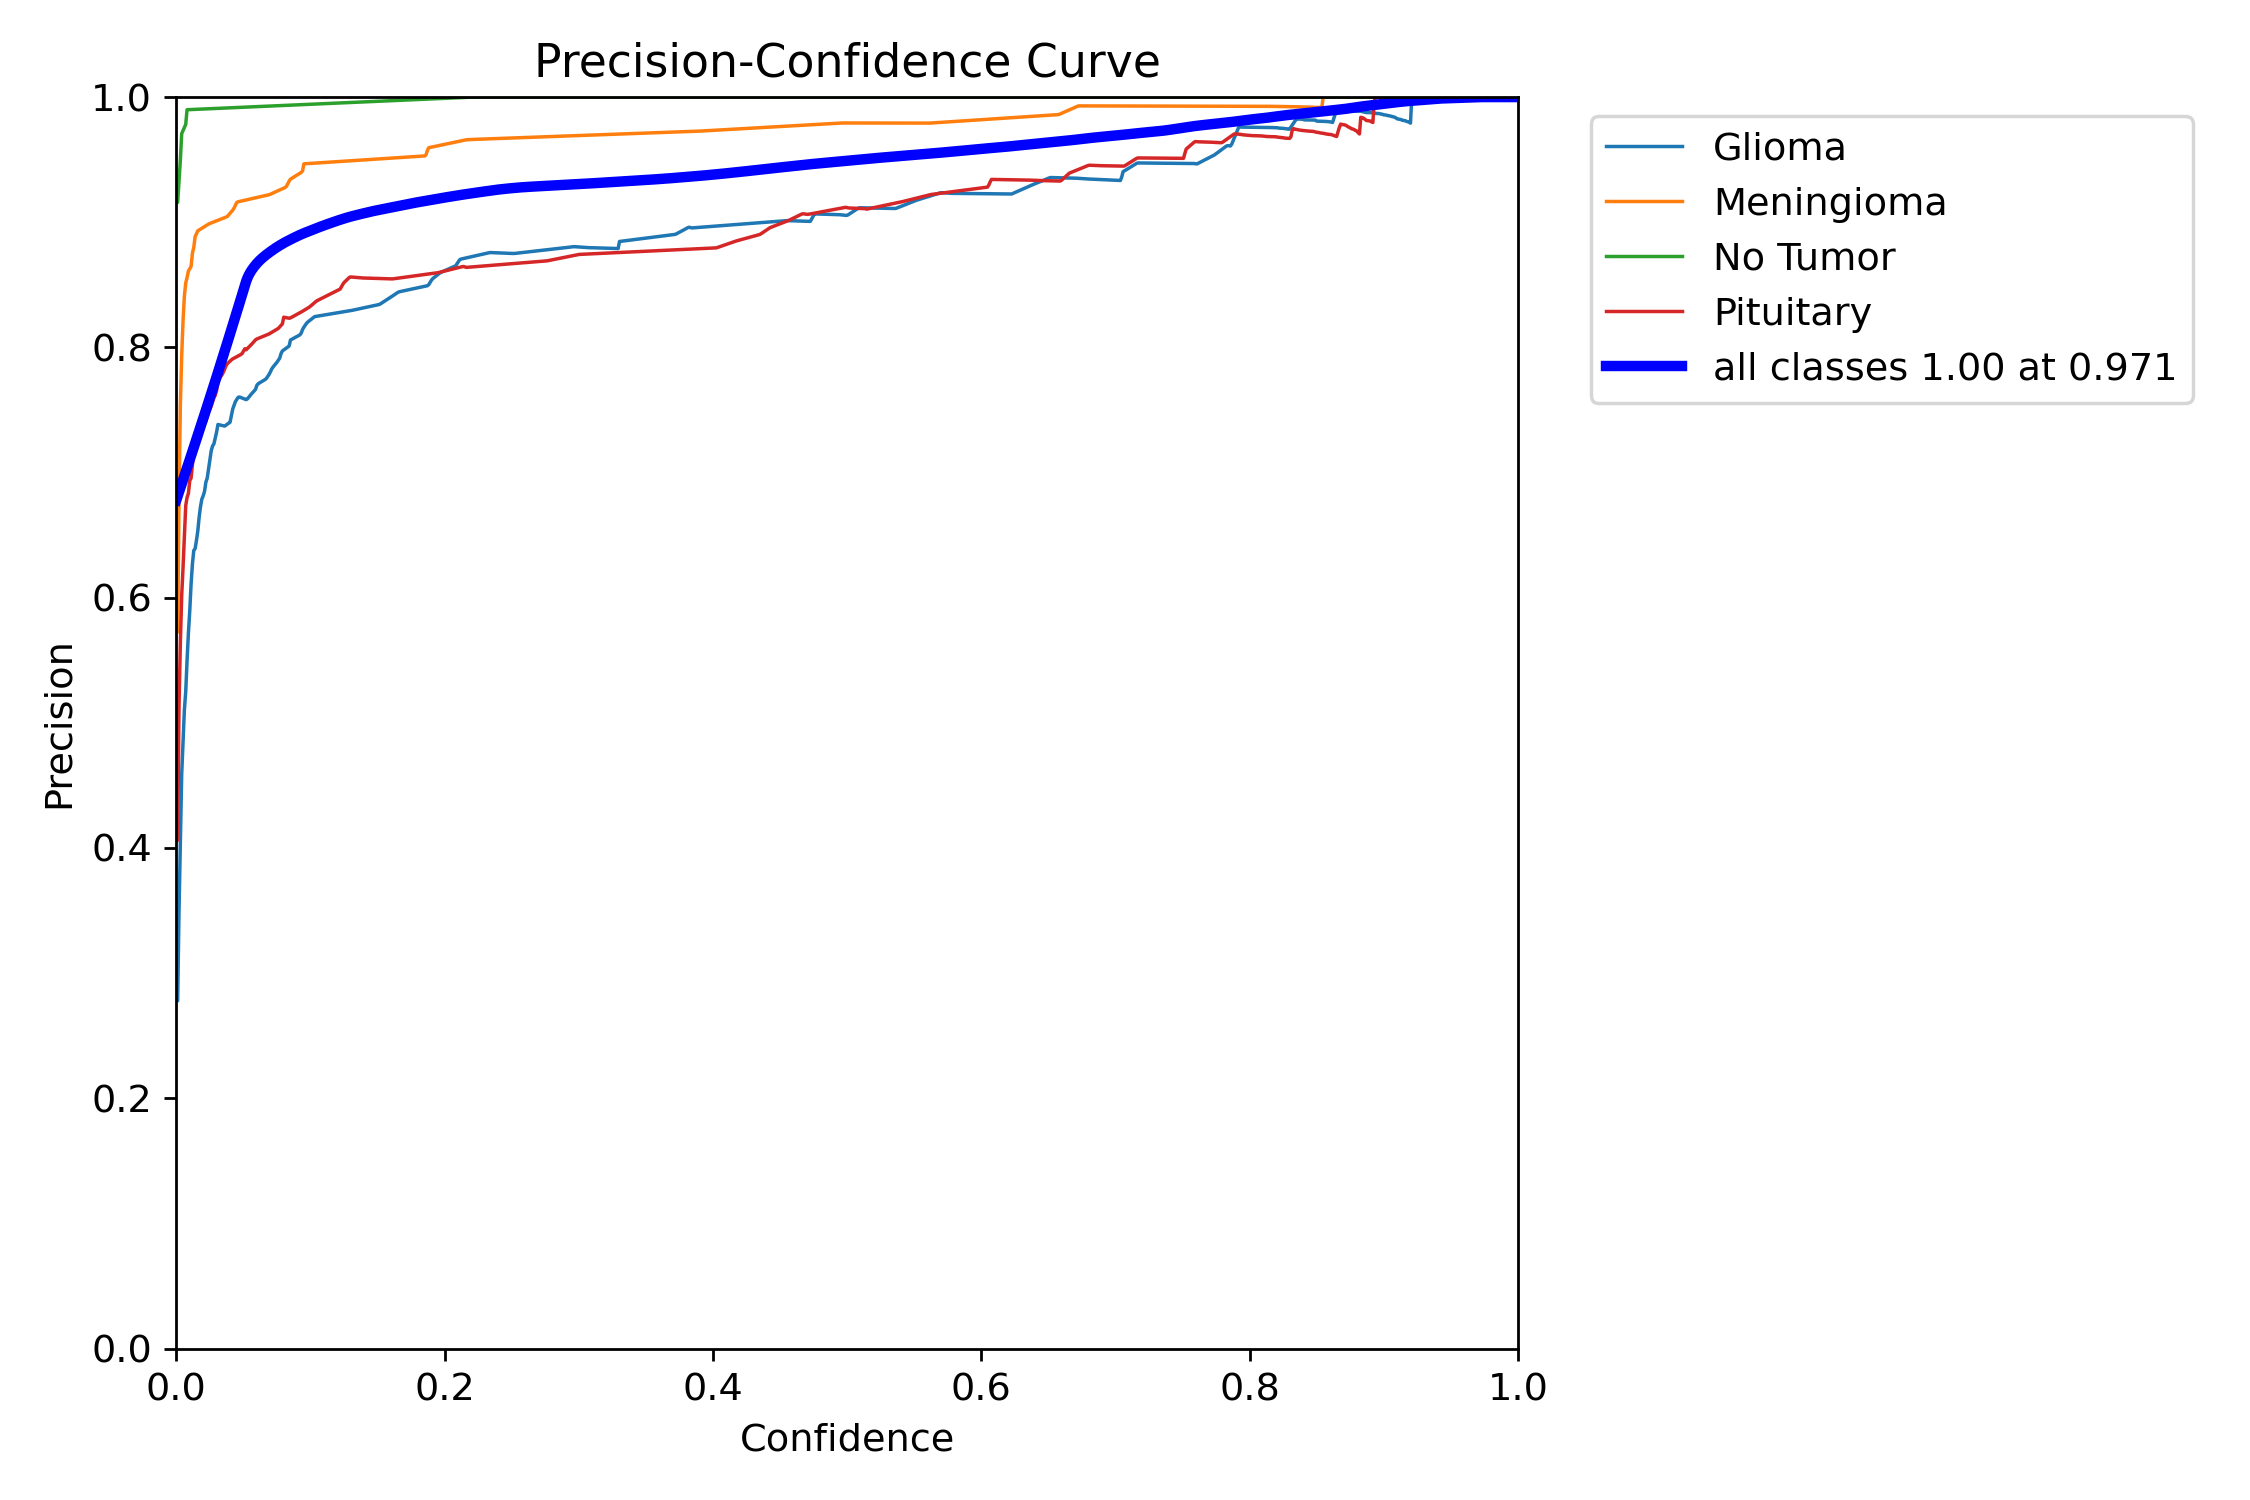 Precision-Confidence Curve
1.0
0.8
0.6
0.4
0.2
0.0
Precision
0.0 0.2 0.4 0.6 0.8 1.0
Confidence
Glioma
Meningioma
No Tumor
Pituitary
all classes 1.00 at 0.971